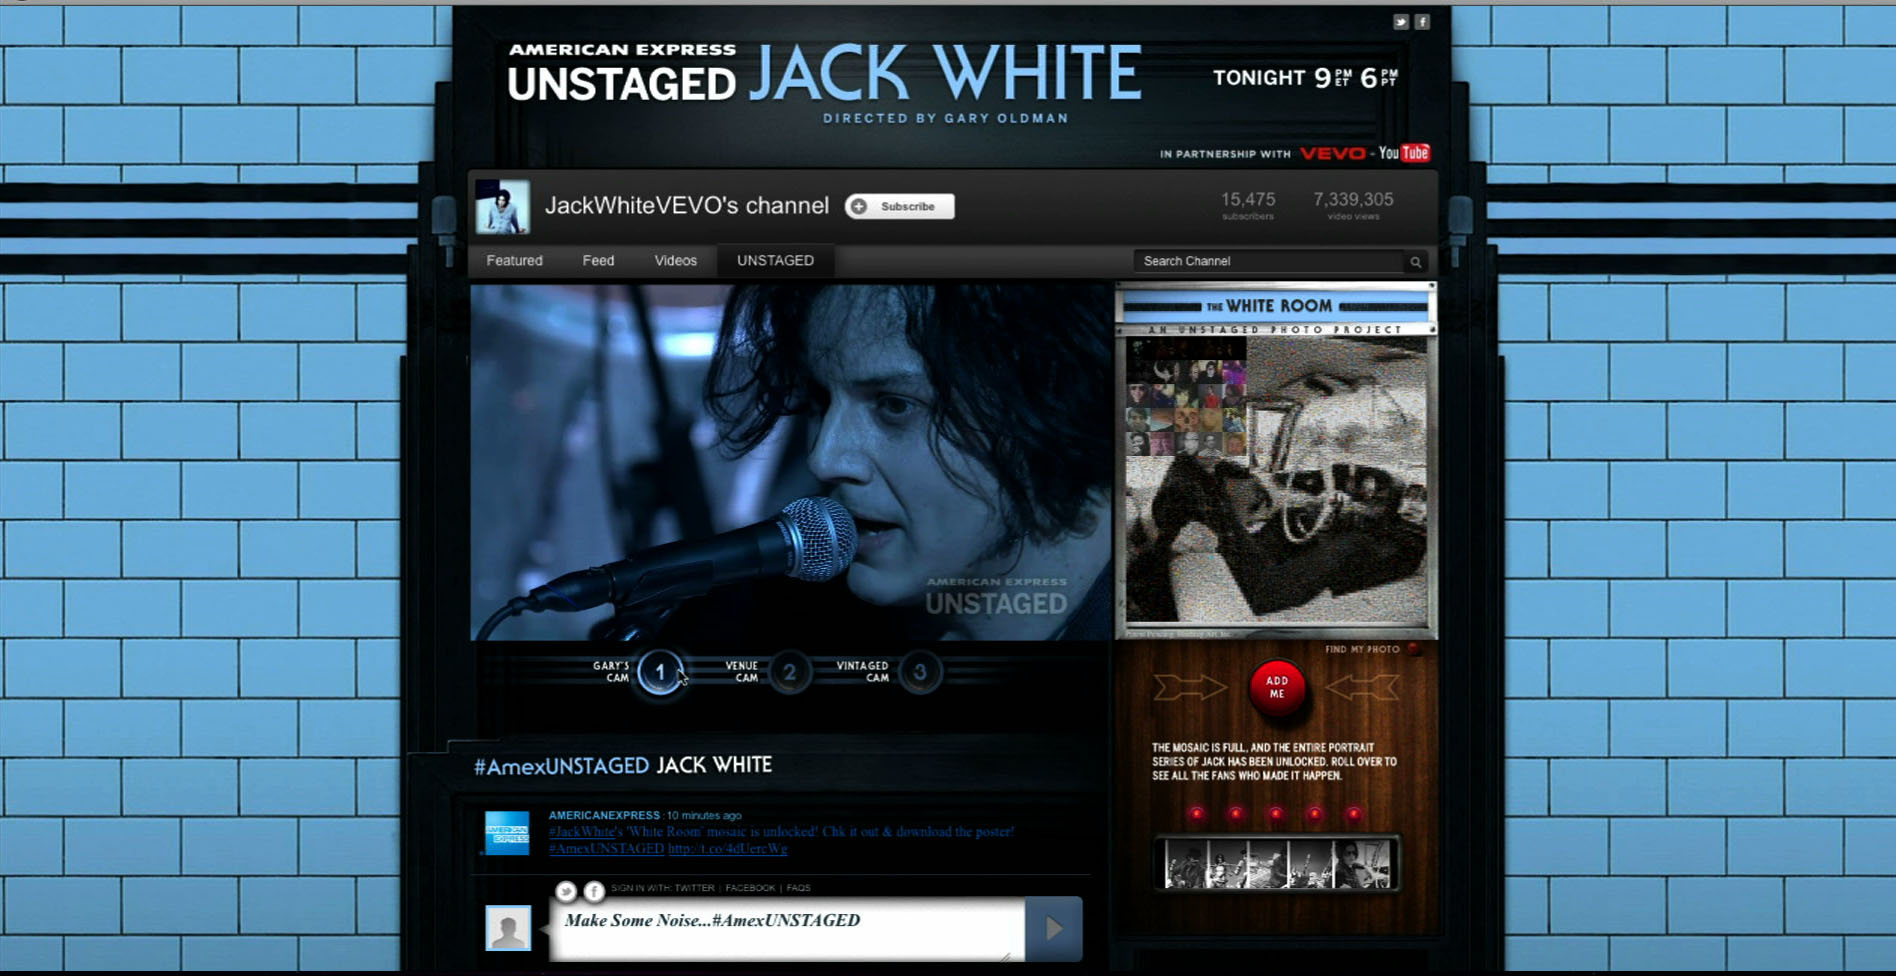 AMERICAN EXPRESS
UNSTAGED
JACK WHITE
DIRECTED BY GARY OLDMAN
TONIGHT 9 PM ET 6 PM PT
IN PARTNERSHIP WITH VEVO - YouTube
JackWhiteVEVO's channel
Subscribe
15,475
subscribers
7,339,305
video views
Featured Feed Videos UNSTAGED
Search Channel
THE WHITE ROOM
AN UNSTAGED PHOTO PROJECT
AMERICAN EXPRESS
UNSTAGED
GARY'S
CAM
1
VENUE
CAM
2
VINTAGED
CAM
3
FIND MY PHOTO
ADD
ME
THE MOSAIC IS FULL, AND THE ENTIRE PORTRAIT
SERIES OF JACK HAS BEEN UNLOCKED. ROLL OVER TO
SEE ALL THE FANS WHO MADE IT HAPPEN.
#AmexUNSTAGED JACK WHITE
AMERICAN
EXPRESS
AMERICANEXPRESS : 10 minutes ago
#JackWhite's 'White Room' mosaic is unlocked! Chk it out & download the poster!
#AmexUNSTAGED http://t.co/4dUercWg
SIGN IN WITH: TWITTER | FACEBOOK | FAQS
Make Some Noise...#AmexUNSTAGED